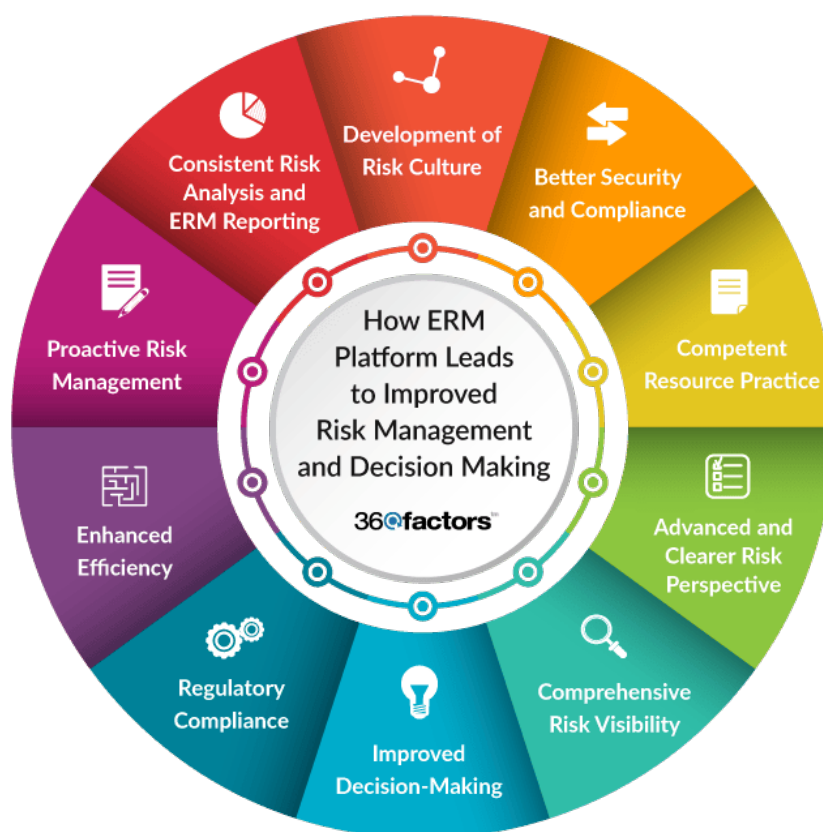 Development of
Risk Culture
Better Security
and Compliance
Competent
Resource Practice
Advanced and
Clearer Risk
Perspective
Comprehensive
Risk Visibility
Improved
Decision-Making
Regulatory
Compliance
Enhanced
Efficiency
Proactive Risk
Management
Consistent Risk
Analysis and
ERM Reporting
How ERM
Platform Leads
to Improved
Risk Management
and Decision Making
360factors